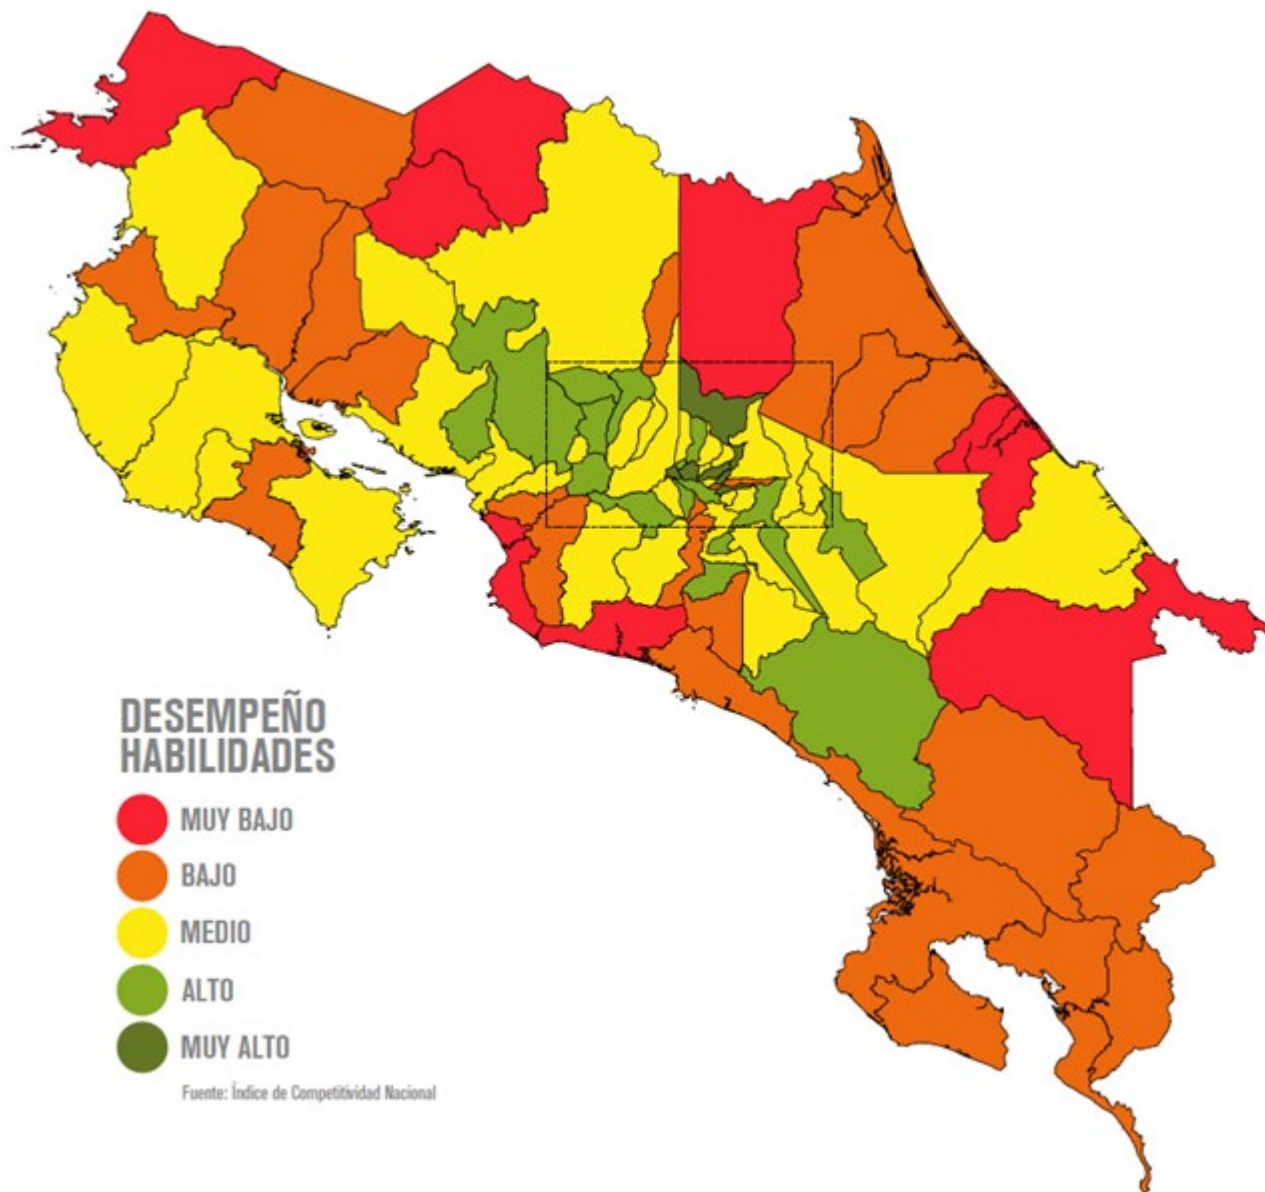 DESEMPEÑO
HABILIDADES
MUY BAJO
BAJO
MEDIO
ALTO
MUY ALTO
Fuente: Índice de Competitividad Nacional